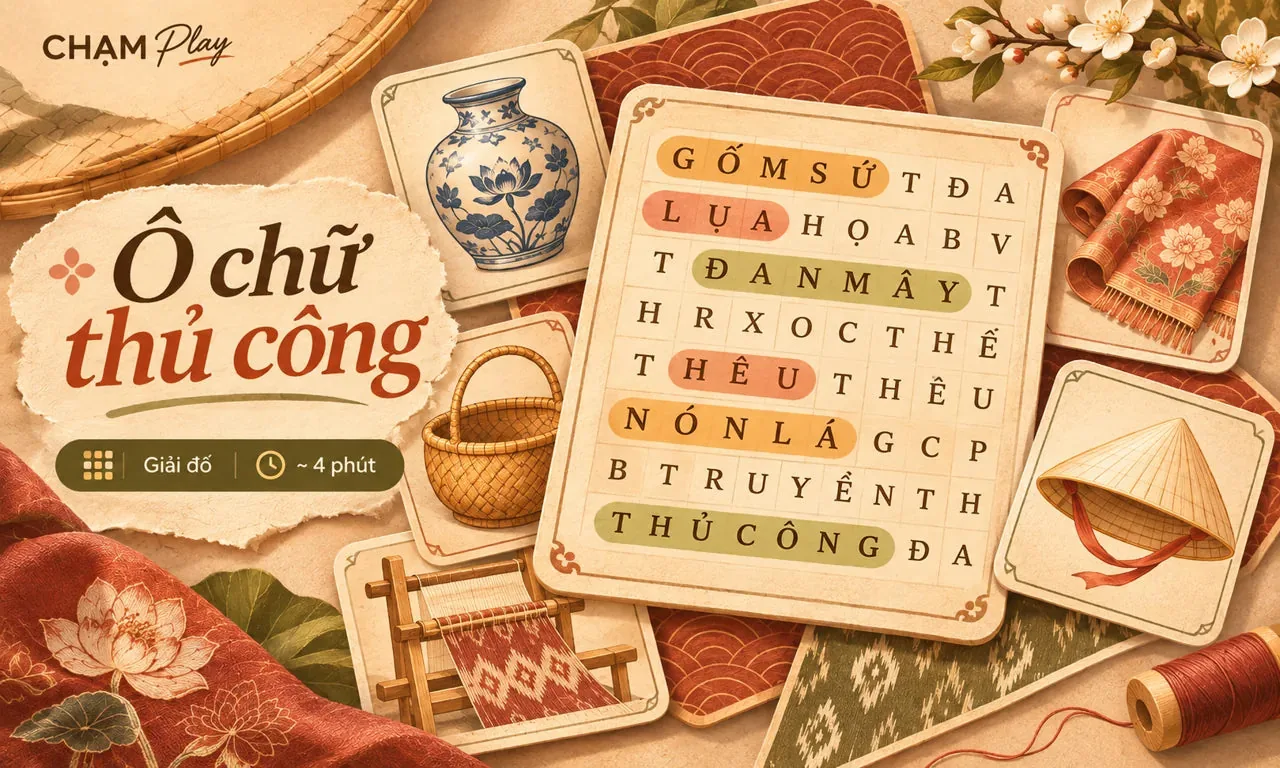 CHẠM Play
Ô chữ
thủ công
Giải đố
~ 4 phút
G Ố M S Ứ T Đ A
L Ụ A H Ọ A B V
T Đ A N M Â Y T
H R X O C T H Ế
T H Ê U T H Ề U
N Ó N L Á G C P
B T R U Y Ề N T H
T H Ủ C Ô N G Đ A